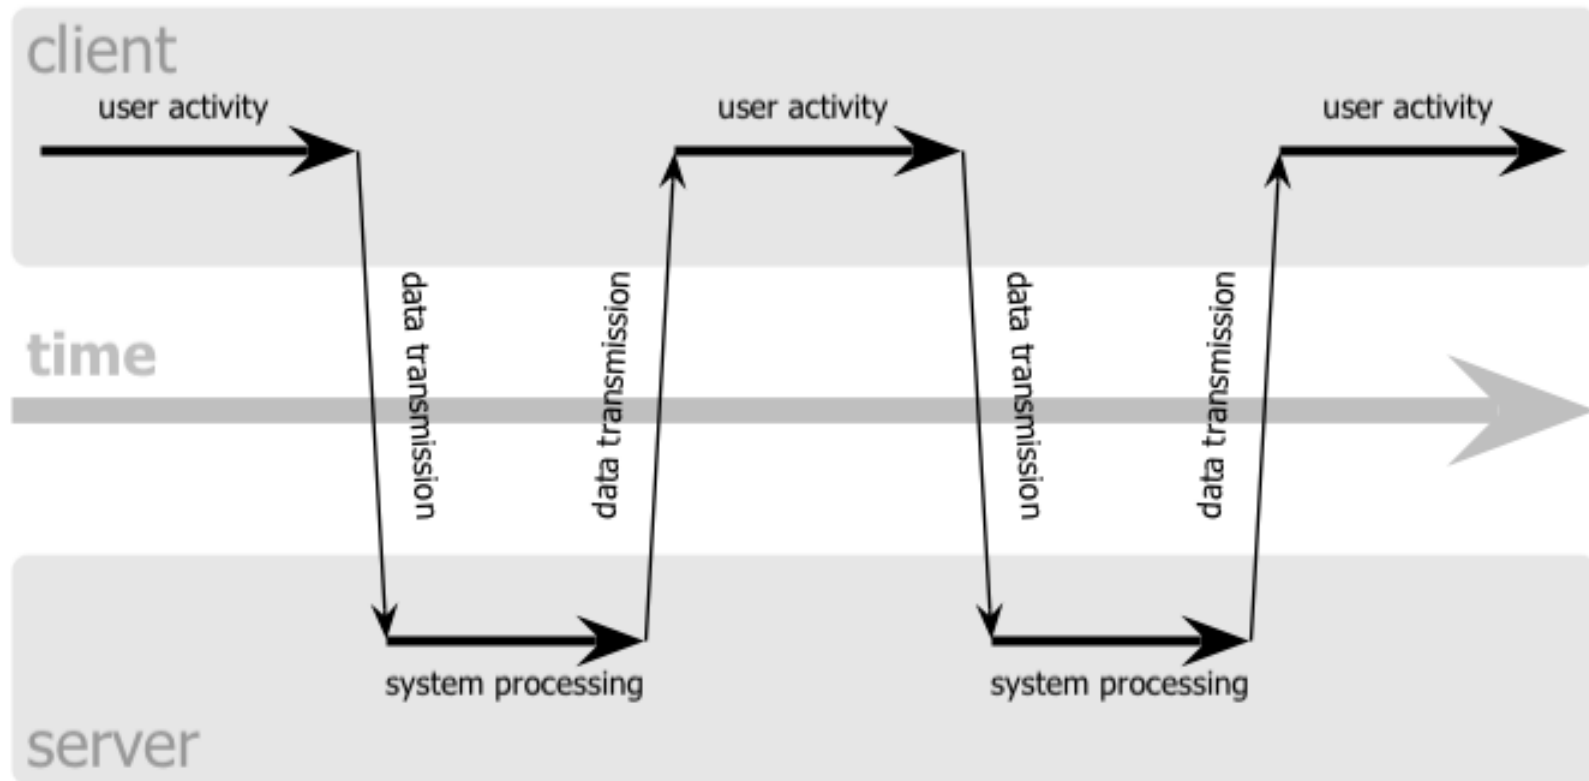 client
user activity
user activity
user activity
data transmission
data transmission
data transmission
data transmission
time
system processing
system processing
server